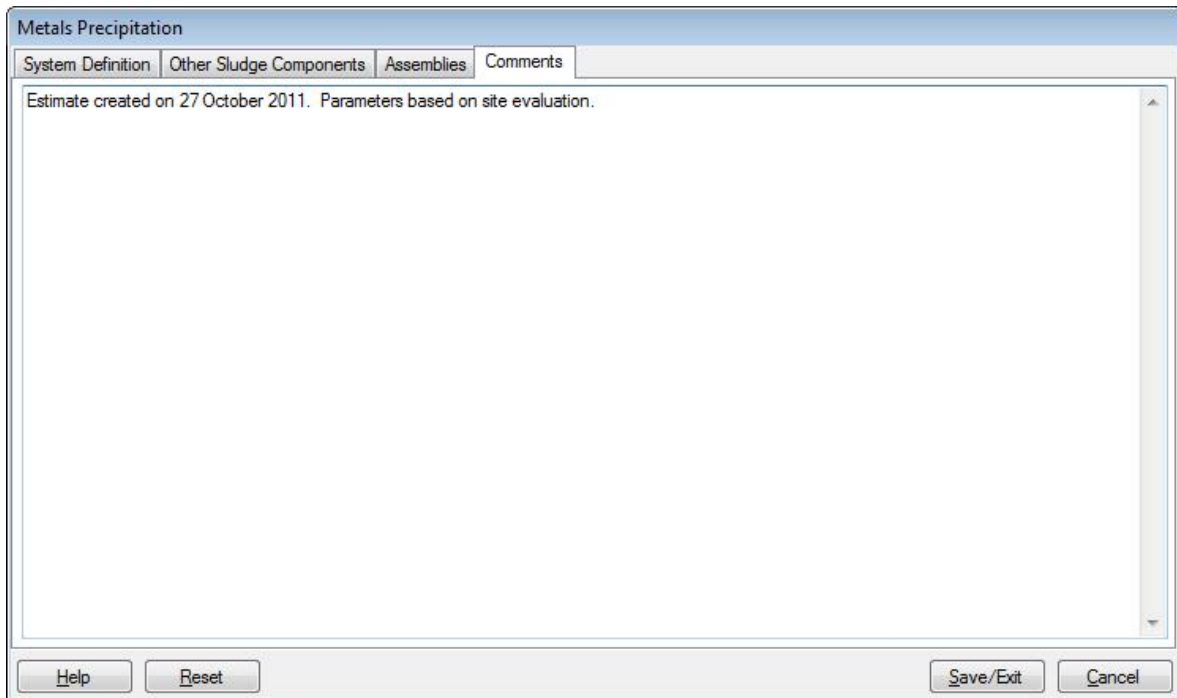 Metals Precipitation
System Definition Other Sludge Components Assemblies Comments
Estimate created on 27 October 2011.  Parameters based on site evaluation.
Help Reset Save/Exit Cancel